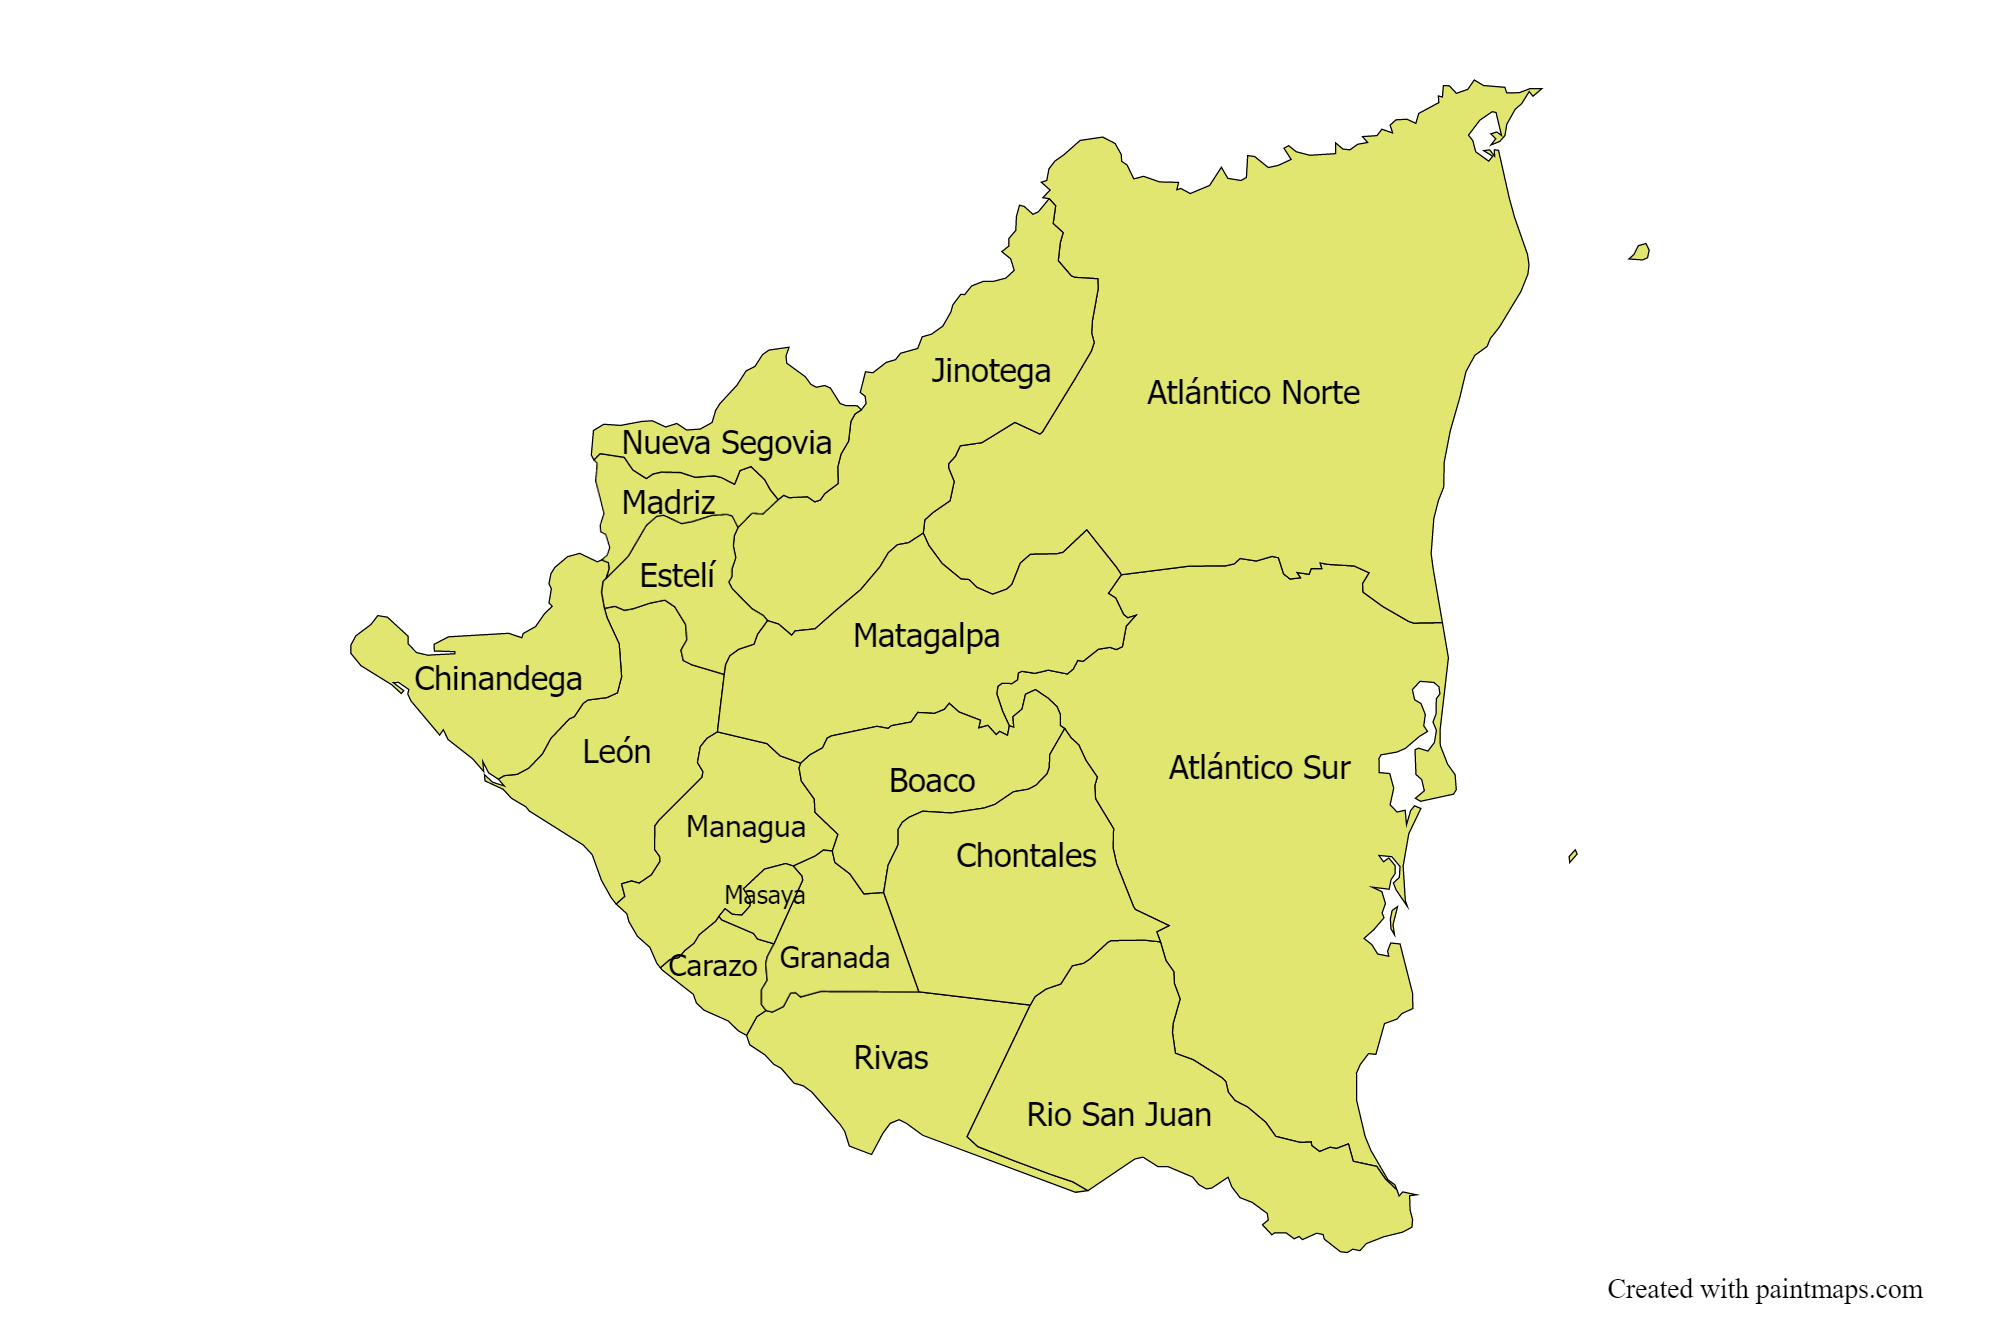 Jinotega
Atlántico Norte
Nueva Segovia
Madriz
Estelí
Matagalpa
Chinandega
León
Atlántico Sur
Boaco
Managua
Chontales
Masaya
Granada
Carazo
Rivas
Rio San Juan
Created with paintmaps.com